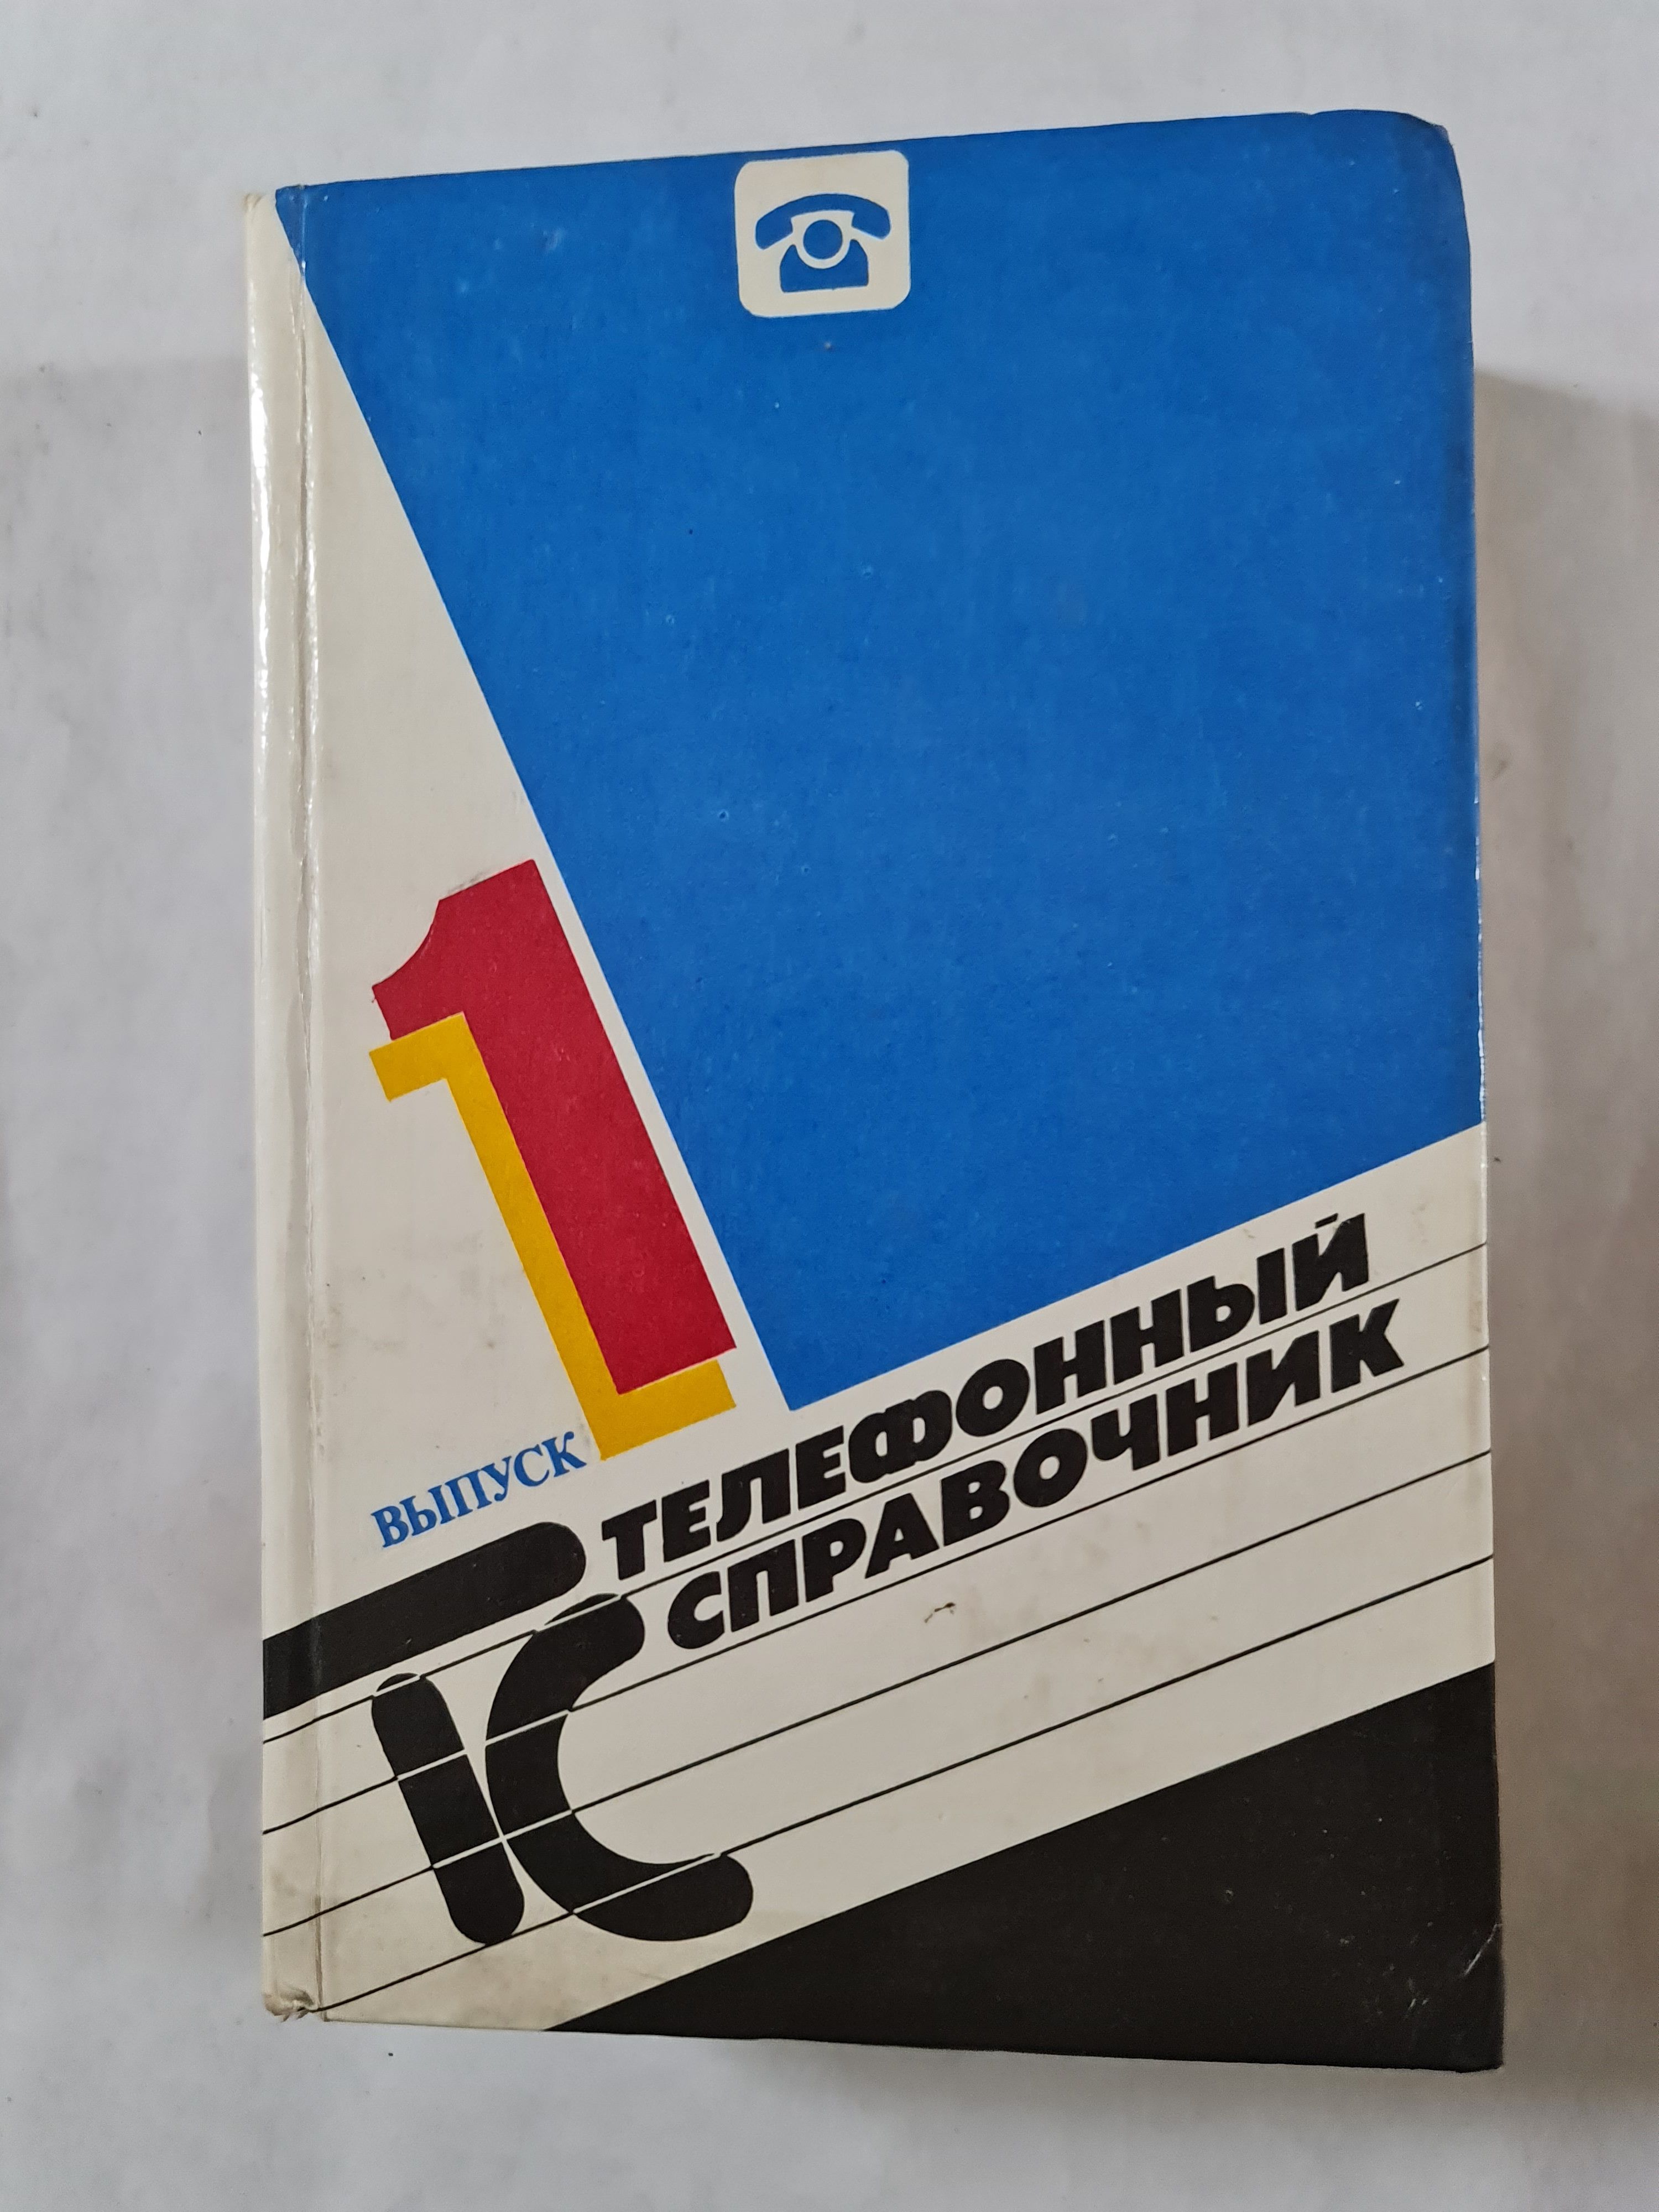 1
ВЫПУСК
ТЕЛЕФОННЫЙ
СПРАВОЧНИК
ТС